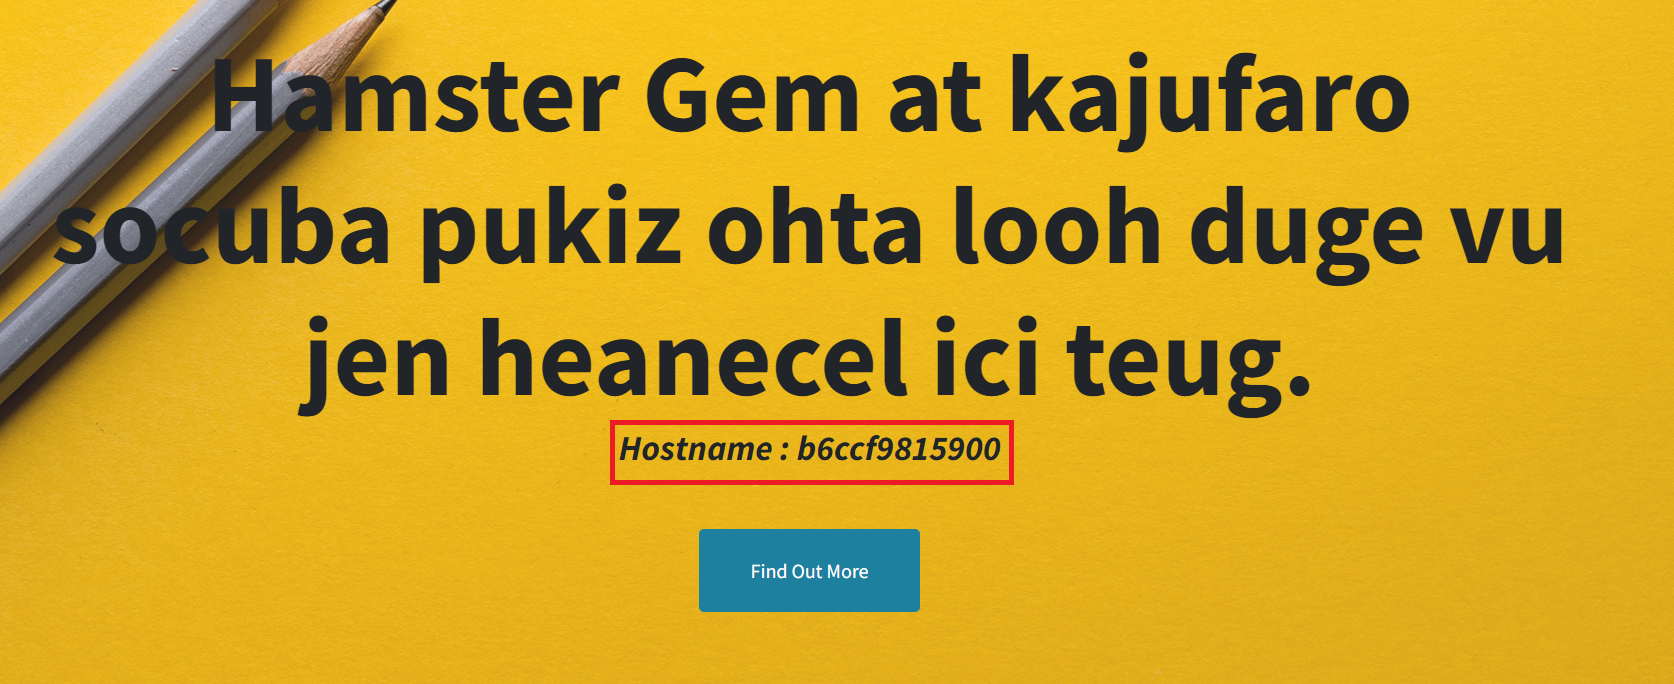 Hamster Gem at kajufaro
socuba pukiz ohta looh duge vu
jen heanecel ici teug.
Hostname : b6ccf9815900
Find Out More